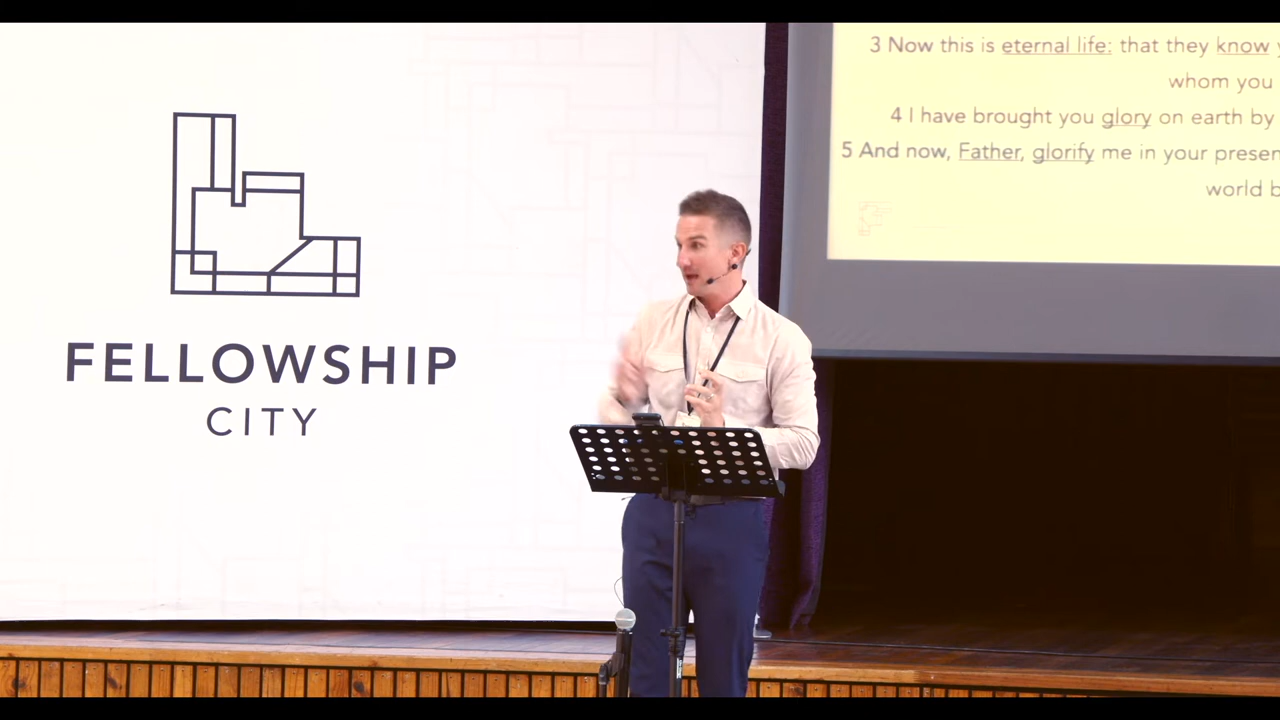 FELLOWSHIP
CITY
3 Now this is eternal life: that they know
whom you
4 I have brought you glory on earth by
5 And now, Father, glorify me in your
world